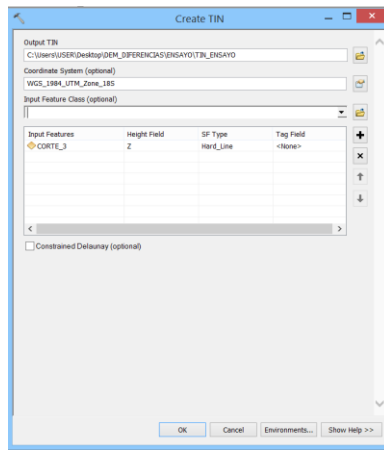 Create TIN
Output TIN
C:\Users\USER\Desktop\DEM_DIFERENCIAS\ENSAYO\TIN_ENSAYO
Coordinate System (optional)
WGS_1984_UTM_Zone_18S
Input Feature Class (optional)
Input Features Height Field SF Type Tag Field
CORTE_3 Z Hard_Line <None>
Constrained Delaunay (optional)
OK Cancel Environments... Show Help >>